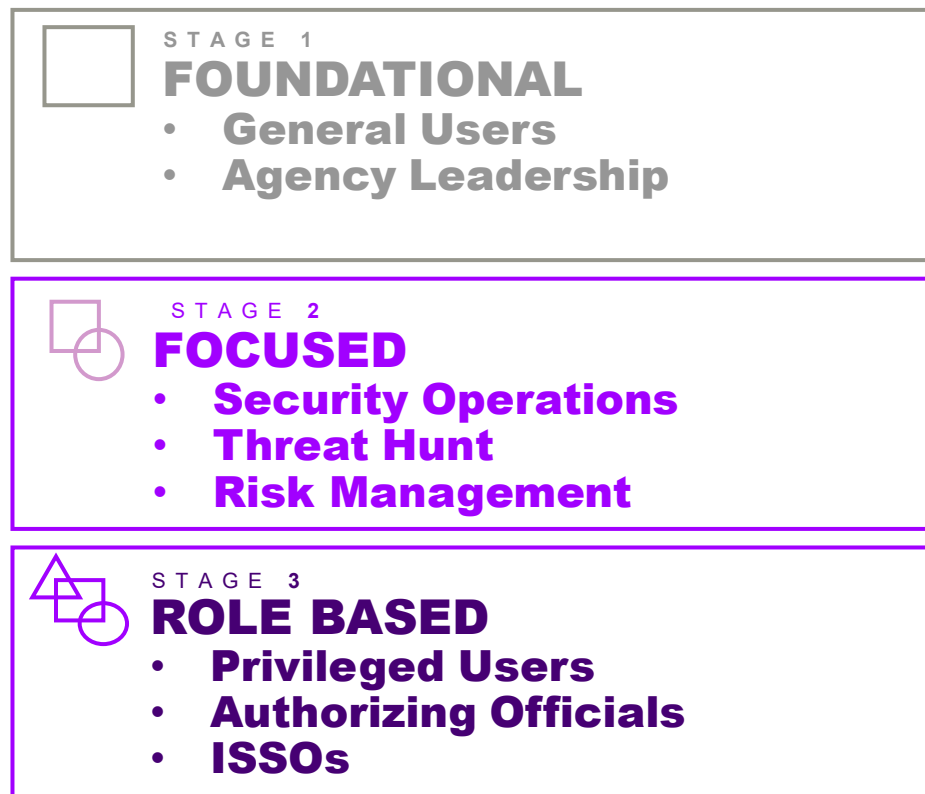 STAGE 1
FOUNDATIONAL
• General Users
• Agency Leadership
STAGE 2
FOCUSED
• Security Operations
• Threat Hunt
• Risk Management
STAGE 3
ROLE BASED
• Privileged Users
• Authorizing Officials
• ISSOs